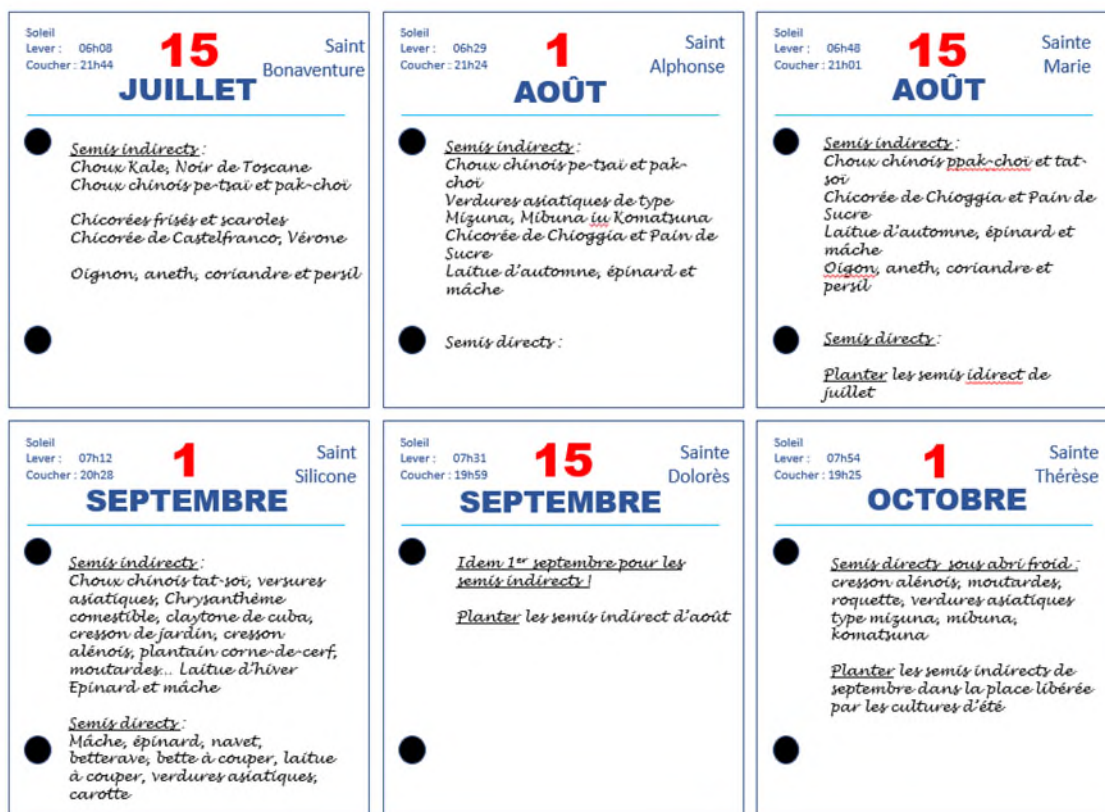 Soleil
Lever : 06h08
Coucher : 21h44
15
JUILLET
Saint
Bonaventure
Semis indirects :
Choux Kale, Noir de Toscane
Choux chinois pe-tsaï et pak-choï
Chicorées frisés et scaroles
Chicorée de Castelfranco, Vérone
Oignon, aneth, coriandre et persil
Soleil
Lever : 06h29
Coucher : 21h24
1
AOÛT
Saint
Alphonse
Semis indirects :
Choux chinois pe-tsaï et pak-
choï
Verdures asiatiques de type
Mizuna, Mibuna iu Komatsuna
Chicorée de Chioggia et Pain de
Sucre
Laitue d'automne, épinard et
mâche
Semis directs :
Soleil
Lever : 06h48
Coucher : 21h01
15
AOÛT
Sainte
Marie
Semis indirects :
Choux chinois ppak-choï et tat-
soï
Chicorée de Chioggia et Pain de
Sucre
Laitue d'automne, épinard et
mâche
Oigon, aneth, coriandre et
persil
Semis directs :
Planter les semis idirect de
juillet
Soleil
Lever : 07h12
Coucher : 20h28
1
SEPTEMBRE
Saint
Silicone
Semis indirects :
Choux chinois tat-soï, versures
asiatiques, Chrysanthème
comestible, claytone de cuba,
cresson de jardin, cresson
alénois, plantain corne-de-cerf,
moutardes... Laitue d'hiver
Epinard et mâche
Semis directs :
Mâche, épinard, navet,
betterave, bette à couper, laitue
à couper, verdures asiatiques,
carotte
Soleil
Lever : 07h31
Coucher : 19h59
15
SEPTEMBRE
Sainte
Dolorès
Idem 1er septembre pour les
semis indirects !
Planter les semis indirect d'août
Soleil
Lever : 07h54
Coucher : 19h25
1
OCTOBRE
Sainte
Thérèse
Semis directs sous abri froid :
cresson alénois, moutardes,
roquette, verdures asiatiques
type mizuna, mibuna,
komatsuna
Planter les semis indirects de
septembre dans la place libérée
par les cultures d'été